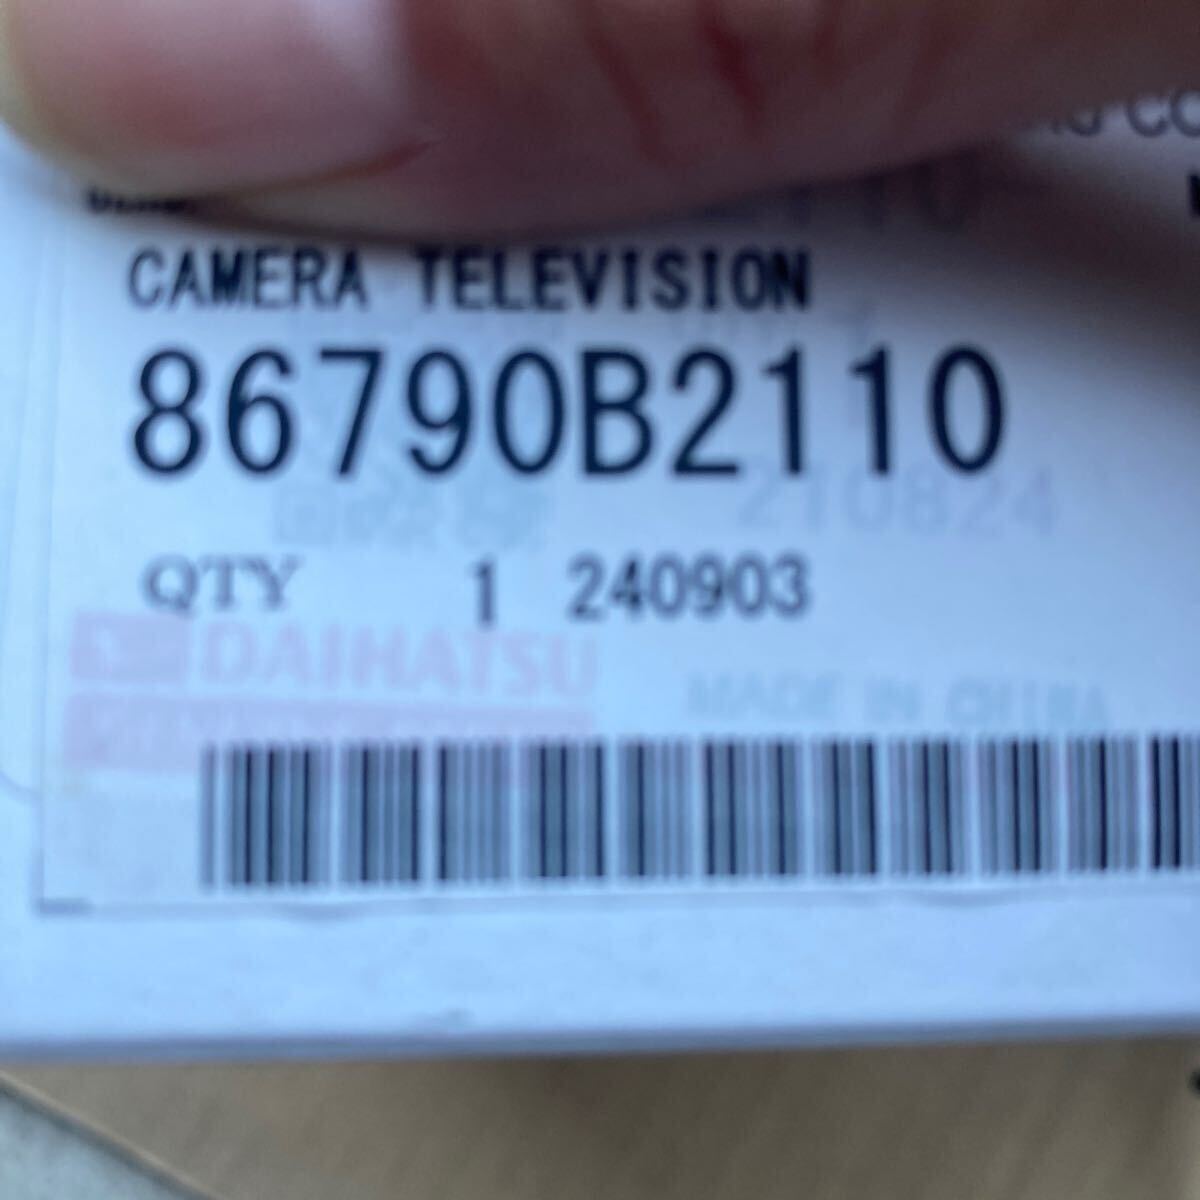 CAMERA TELEVISION
86790B2110
210824
QTY 1 240903
DAIHATSU
MADE IN CHINA